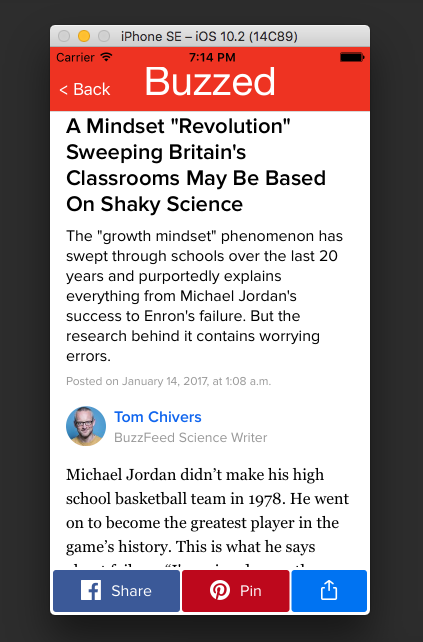 iPhone SE – iOS 10.2 (14C89)
Carrier 7:14 PM
< Back Buzzed
A Mindset "Revolution"
Sweeping Britain's
Classrooms May Be Based
On Shaky Science
The "growth mindset" phenomenon has
swept through schools over the last 20
years and purportedly explains
everything from Michael Jordan's
success to Enron's failure. But the
research behind it contains worrying
errors.
Posted on January 14, 2017, at 1:08 a.m.
Tom Chivers
BuzzFeed Science Writer
Michael Jordan didn’t make his high
school basketball team in 1978. He went
on to become the greatest player in the
game’s history. This is what he says
Share Pin